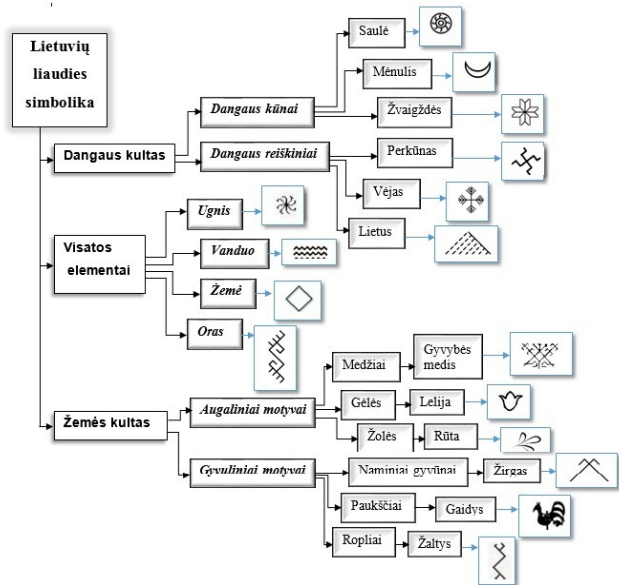 Lietuvių
liaudies
simbolika
Dangaus kultas
Dangaus kūnai
Saulė
Mėnulis
Žvaigždės
Dangaus reiškiniai
Perkūnas
Vėjas
Lietus
Visatos
elementai
Ugnis
Vanduo
Žemė
Oras
Žemės kultas
Augaliniai motyvai
Medžiai
Gyvybės
medis
Gėlės
Lelija
Žolės
Rūta
Gyvuliniai motyvai
Naminiai gyvūnai
Žirgas
Paukščiai
Gaidys
Ropliai
Žaltys